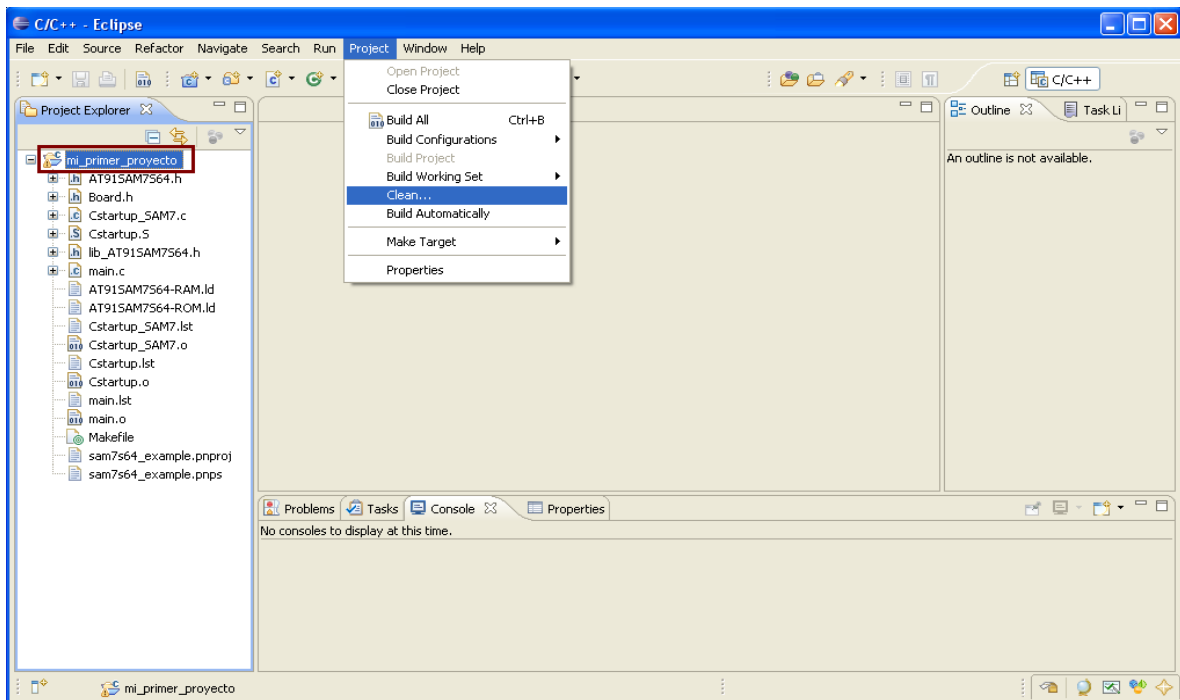 C/C++ - Eclipse
File Edit Source Refactor Navigate Search Run Project Window Help
C/C++
Open Project
Close Project
Build All Ctrl+B
Build Configurations
Build Project
Build Working Set
Clean...
Build Automatically
Make Target
Properties
Project Explorer
mi_primer_proyecto
AT91SAM7S64.h
Board.h
Cstartup_SAM7.c
Cstartup.S
lib_AT91SAM7S64.h
main.c
AT91SAM7S64-RAM.ld
AT91SAM7S64-ROM.ld
Cstartup_SAM7.lst
Cstartup_SAM7.o
Cstartup.lst
Cstartup.o
main.lst
main.o
Makefile
sam7s64_example.pnproj
sam7s64_example.pnps
Outline Task Li
An outline is not available.
Problems Tasks Console Properties
No consoles to display at this time.
mi_primer_proyecto